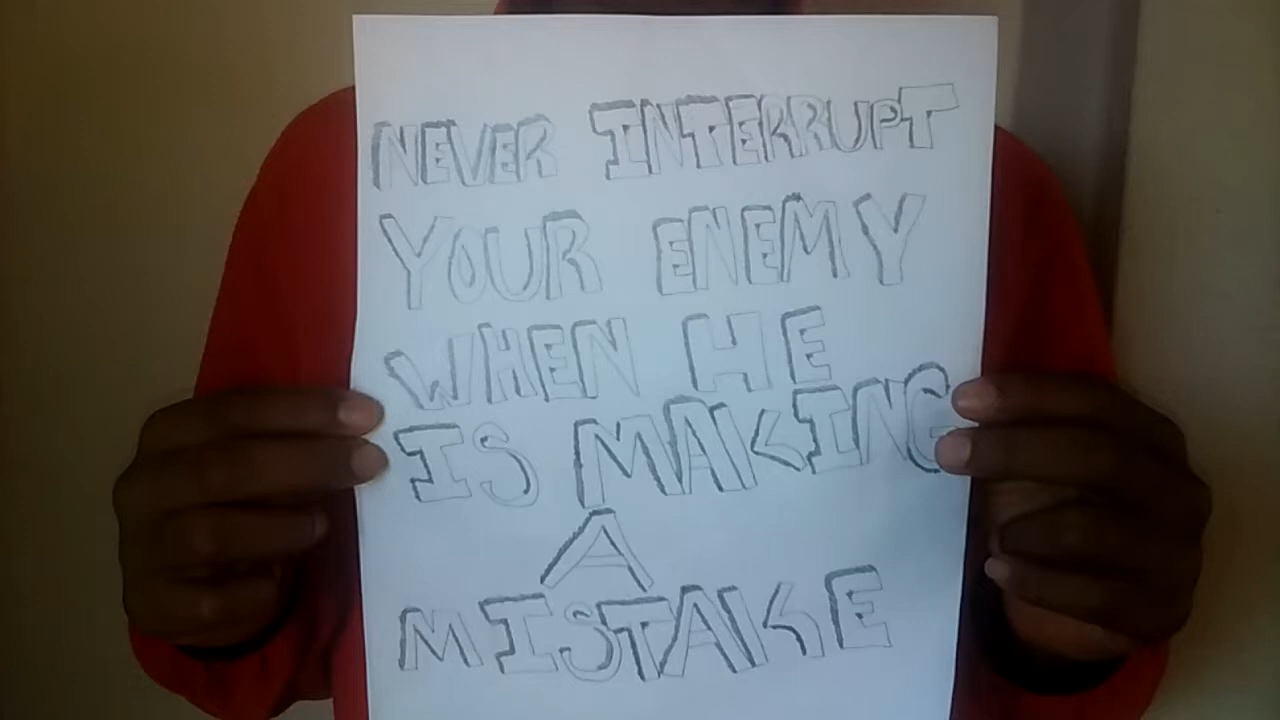 NEVER INTERRUPT
YOUR ENEMY
WHEN HE
IS MAKING
A
MISTAKE